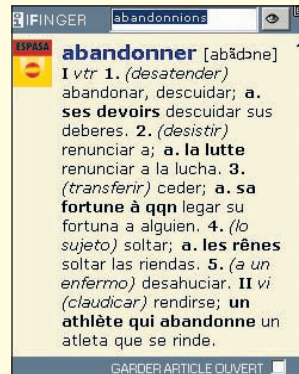 IFINGER abandonnions
ESPASA
abandonner [abɑ̃dɔne]
I vtr 1. (desatender)
abandonar, descuidar; a.
ses devoirs descuidar sus
deberes. 2. (desistir)
renunciar a; a. la lutte
renunciar a la lucha. 3.
(transferir) ceder; a. sa
fortune à qqn legar su
fortuna a alguien. 4. (lo
sujeto) soltar; a. les rênes
soltar las riendas. 5. (a un
enfermo) desahuciar. II vi
(claudicar) rendirse; un
athlète qui abandonne un
atleta que se rinde.
GARDER ARTICLE OUVERT